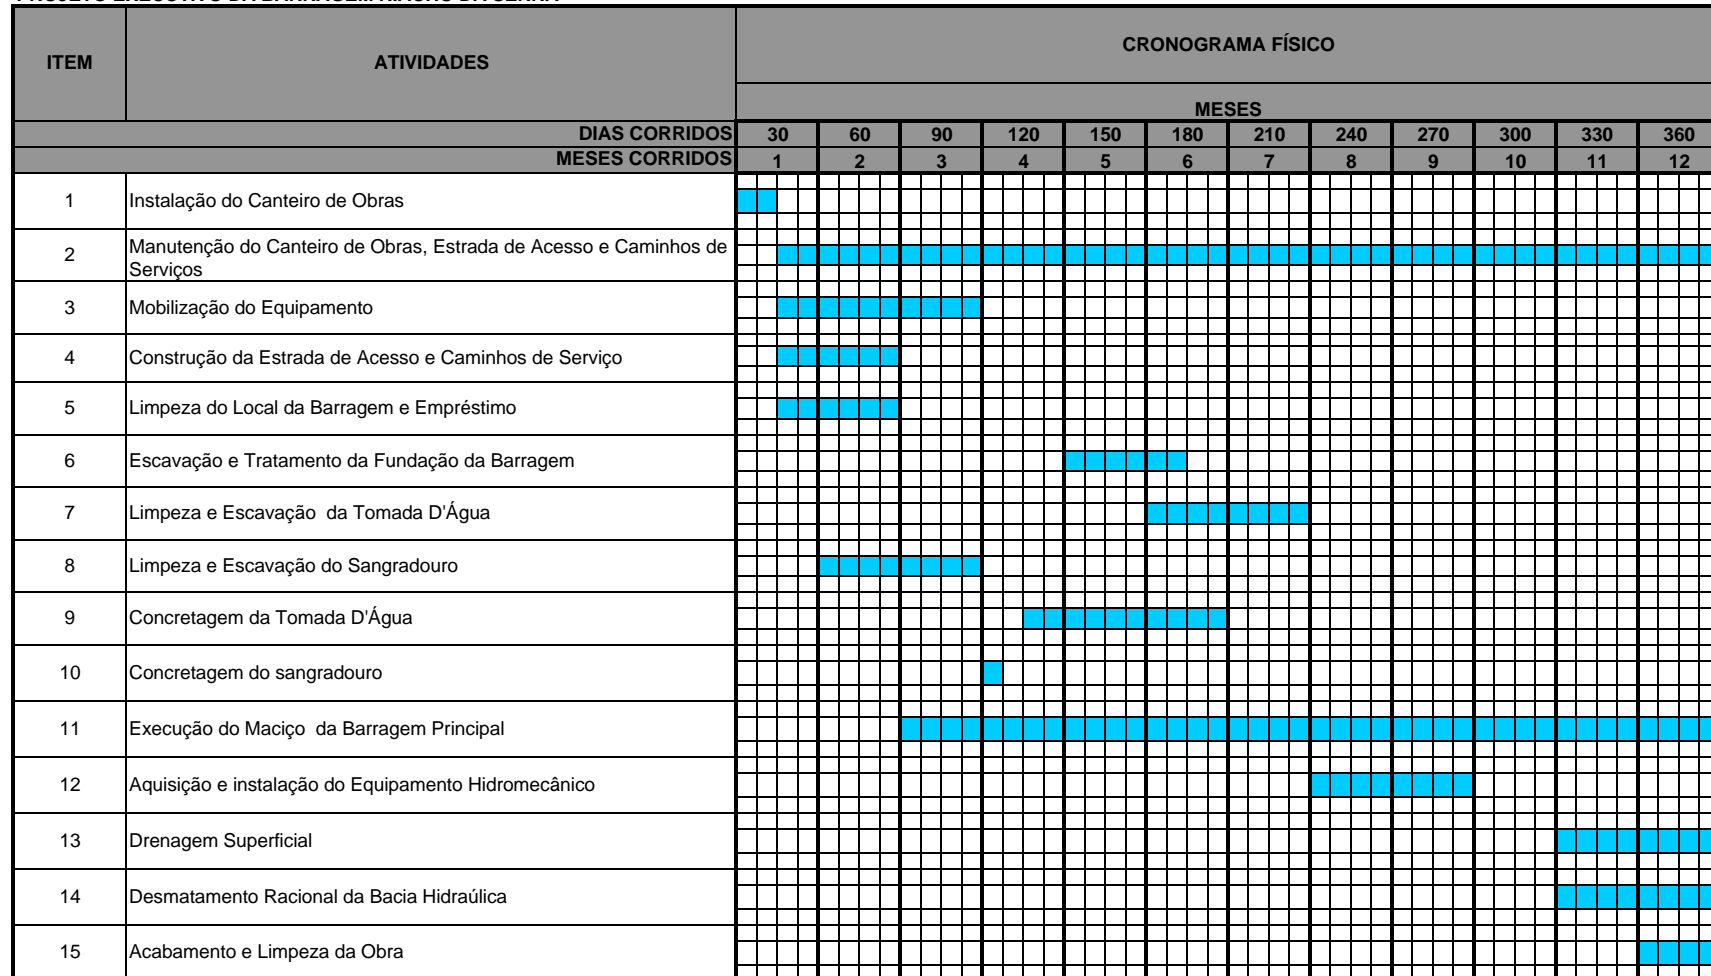 CRONOGRAMA FÍSICO
ITEM
ATIVIDADES
MESES
DIAS CORRIDOS 30 60 90 120 150 180 210 240 270 300 330 360
MESES CORRIDOS 1 2 3 4 5 6 7 8 9 10 11 12
1 Instalação do Canteiro de Obras
2 Manutenção do Canteiro de Obras, Estrada de Acesso e Caminhos de
Serviços
3 Mobilização do Equipamento
4 Construção da Estrada de Acesso e Caminhos de Serviço
5 Limpeza do Local da Barragem e Empréstimo
6 Escavação e Tratamento da Fundação da Barragem
7 Limpeza e Escavação  da Tomada D'Água
8 Limpeza e Escavação do Sangradouro
9 Concretagem da Tomada D'Água
10 Concretagem do sangradouro
11 Execução do Maciço  da Barragem Principal
12 Aquisição e instalação do Equipamento Hidromecânico
13 Drenagem Superficial
14 Desmatamento Racional da Bacia Hidraúlica
15 Acabamento e Limpeza da Obra